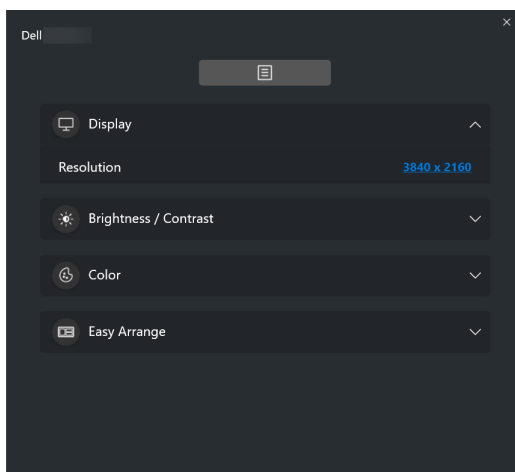 Dell
Display
Resolution 3840 x 2160
Brightness / Contrast
Color
Easy Arrange